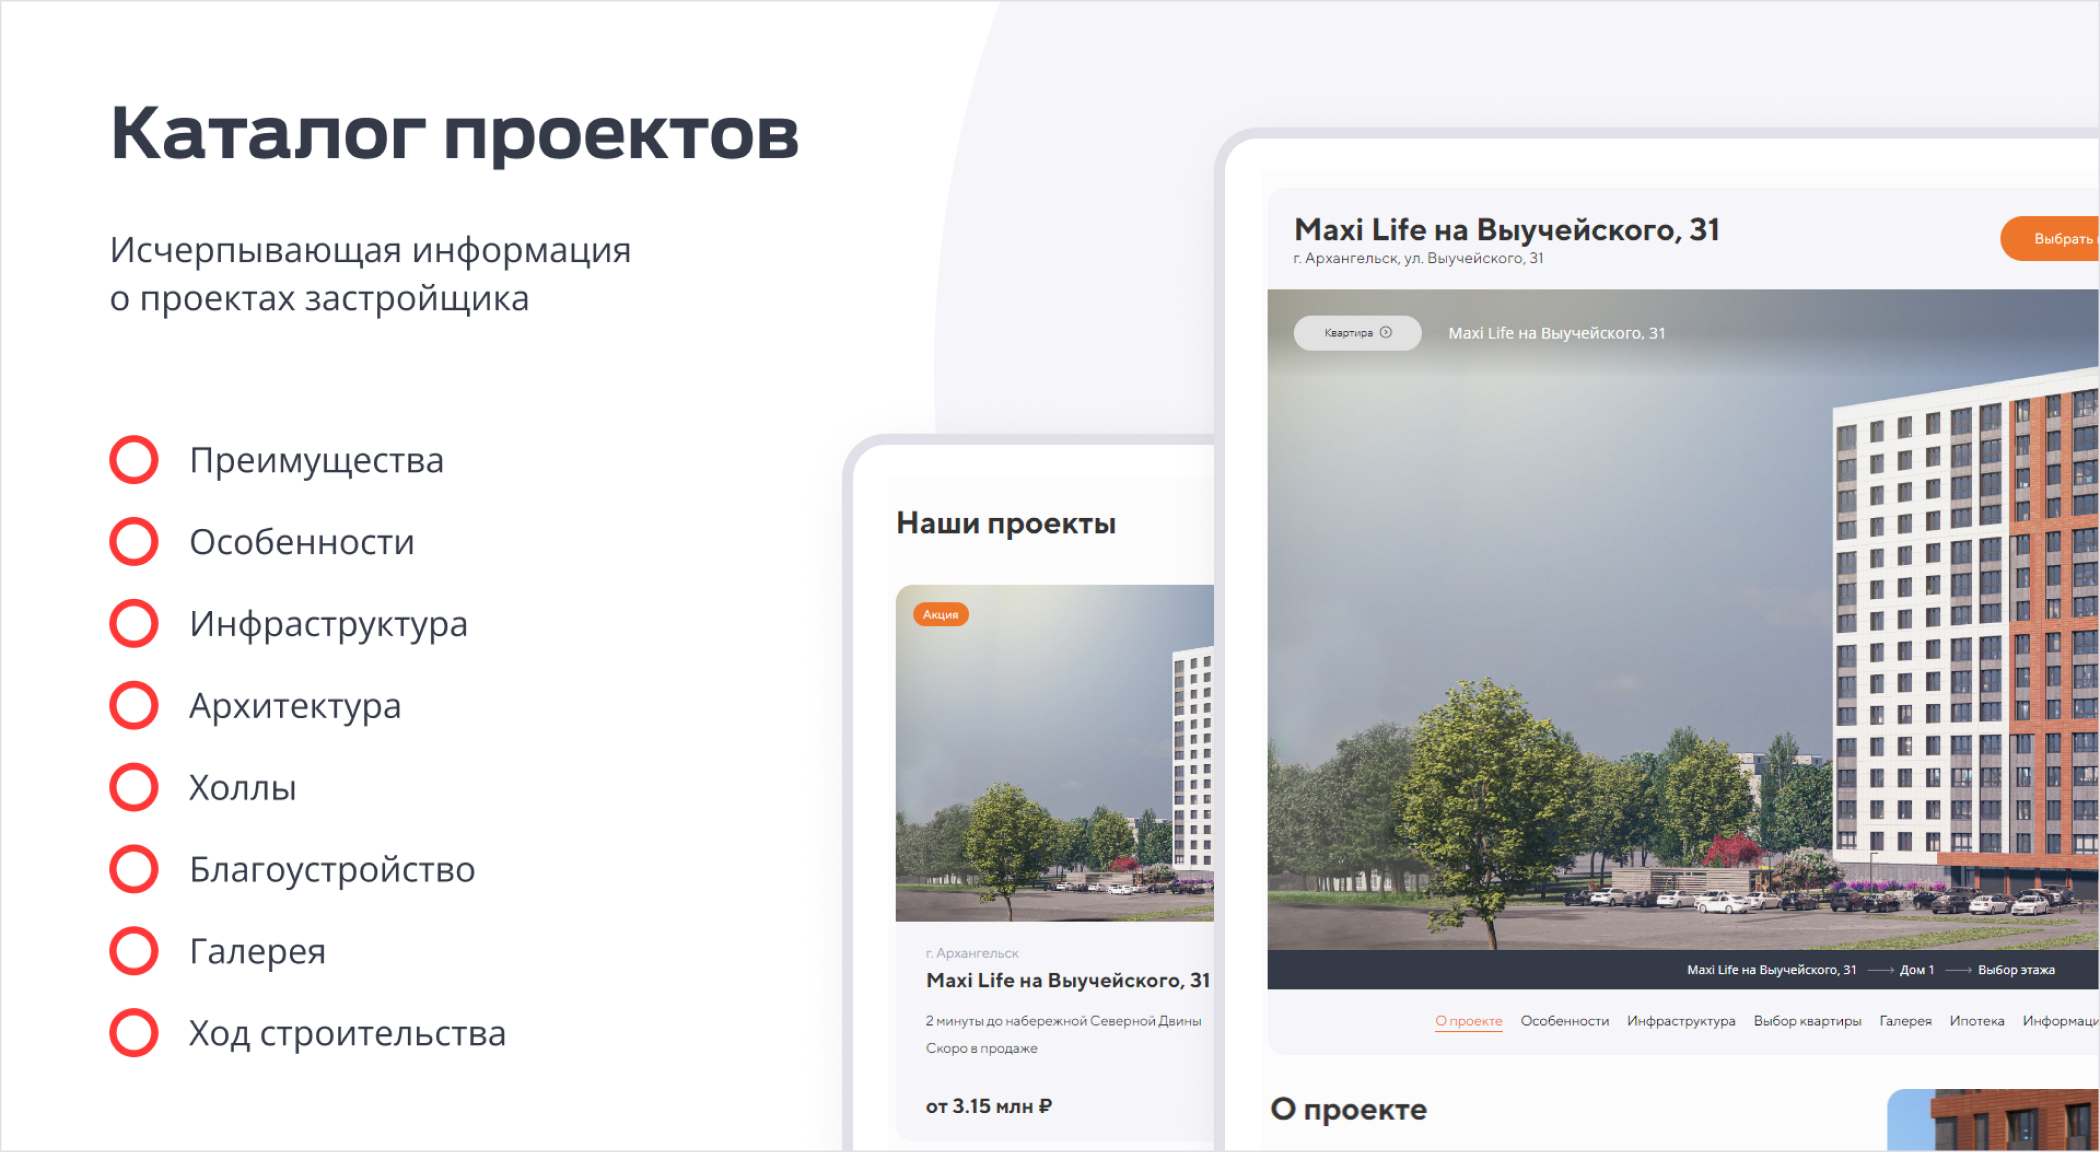 Каталог проектов
Исчерпывающая информация
о проектах застройщика
Преимущества
Особенности
Инфраструктура
Архитектура
Холлы
Благоустройство
Галерея
Ход строительства
Наши проекты
Акция
г. Архангельск
Maxi Life на Выучейского, 31
2 минуты до набережной Северной Двины
Скоро в продаже
от 3.15 млн ₽
Maxi Life на Выучейского, 31
г. Архангельск, ул. Выучейского, 31
Выбрать
Квартира
Maxi Life на Выучейского, 31
Maxi Life на Выучейского, 31 Дом 1 Выбор этажа
О проекте Особенности Инфраструктура Выбор квартиры Галерея Ипотека
О проекте